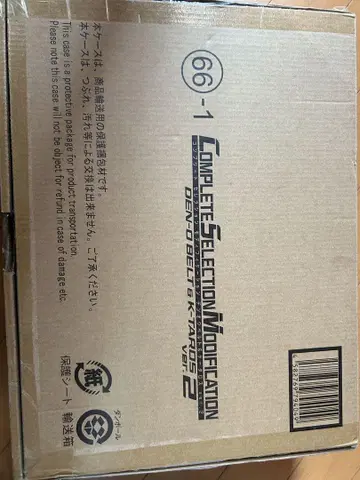 66-1
COMPLETE SELECTION MODIFICATION
DEN-O BELT & K-TAROS
ver.2
本ケースは、商品輸送用の保護梱包材です。
本ケースは、つぶれ、汚れ等による交換は出来ません。ご了承ください。
This case is a protective package for product transportation.
Please note this case will not be object for refund in case of damage,etc.
紙
ダンボール
保護シート 輸送箱